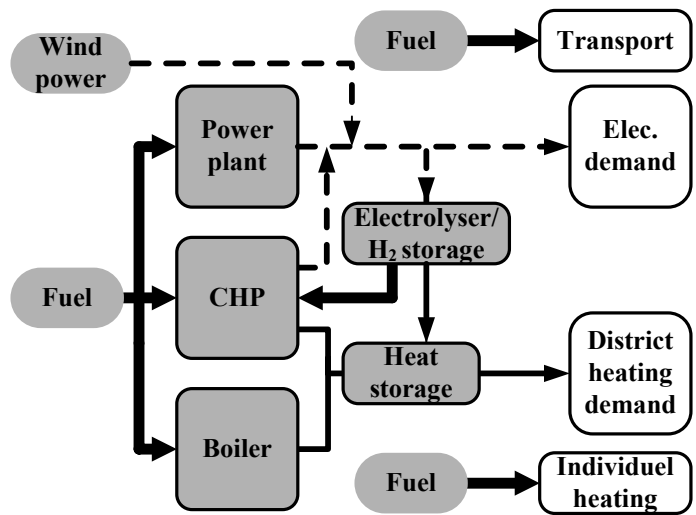 Wind
power
Fuel
Transport
Power
plant
Elec.
demand
Electrolyser/
H₂ storage
Fuel
CHP
Heat
storage
District
heating
demand
Boiler
Fuel
Individuel
heating